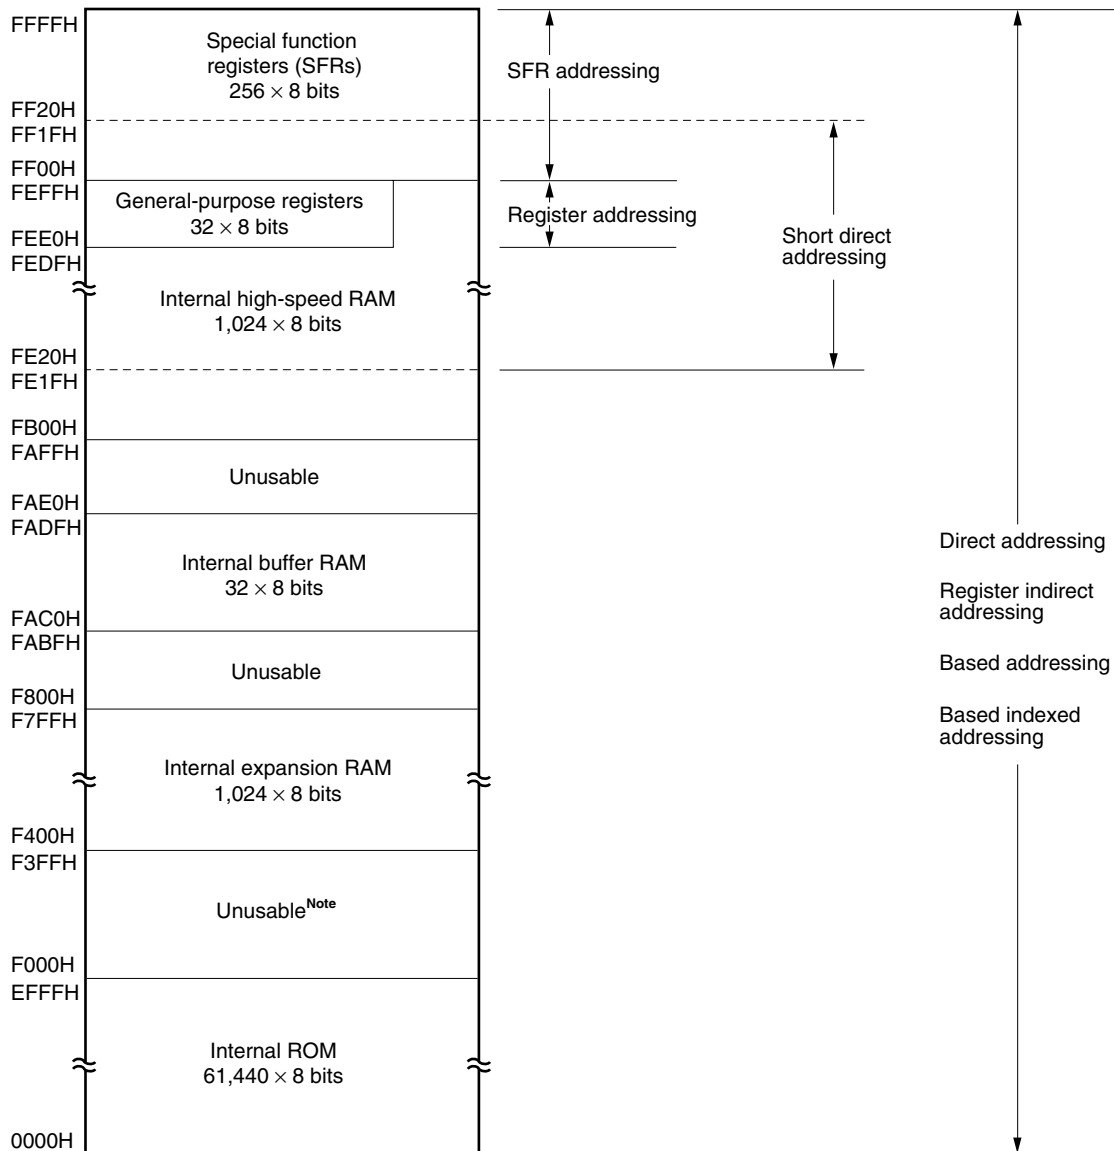 FFFFH
Special function
registers (SFRs)
256 × 8 bits
SFR addressing
FF20H
FF1FH
FF00H
FEFFH
General-purpose registers
32 × 8 bits
Register addressing
Short direct
addressing
FEE0H
FEDFH
Internal high-speed RAM
1,024 × 8 bits
FE20H
FE1FH
FB00H
FAFFH
Unusable
FAE0H
FADFH
Internal buffer RAM
32 × 8 bits
Direct addressing
Register indirect
addressing
Based addressing
Based indexed
addressing
FAC0H
FABFH
Unusable
F800H
F7FFH
Internal expansion RAM
1,024 × 8 bits
F400H
F3FFH
Unusable Note
F000H
EFFFH
Internal ROM
61,440 × 8 bits
0000H